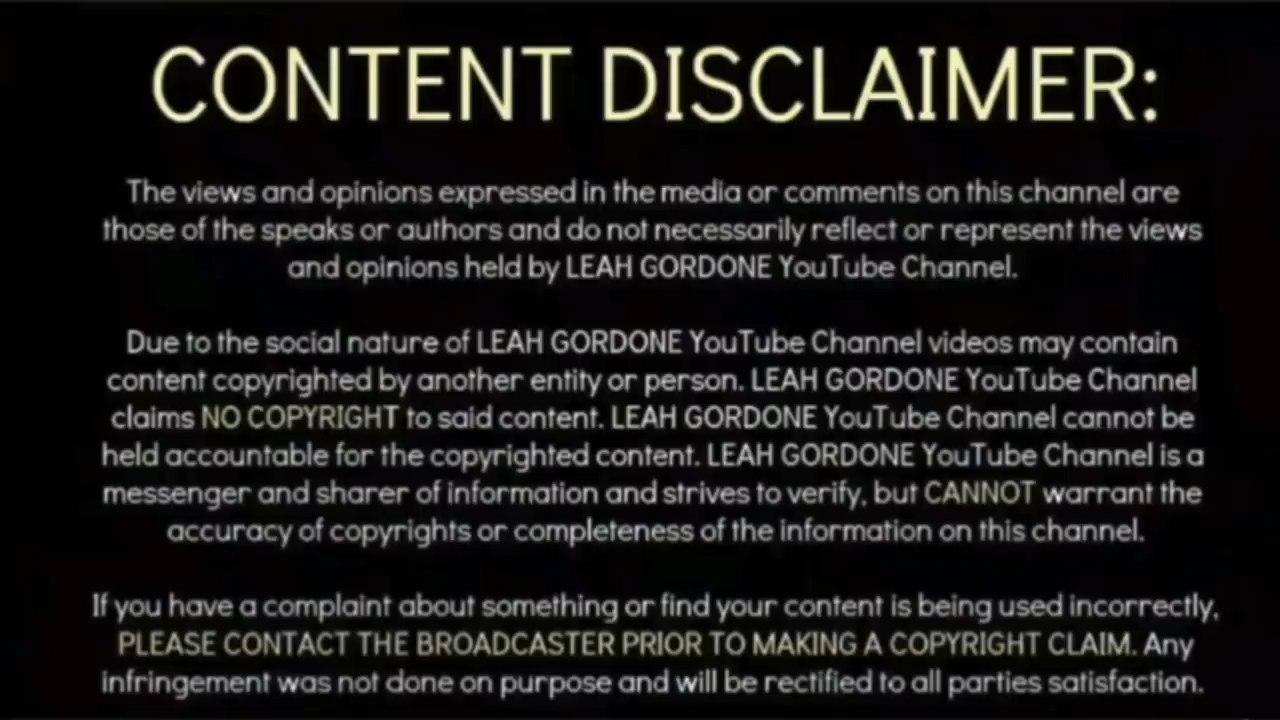 CONTENT DISCLAIMER:
The views and opinions expressed in the media or comments on this channel are
those of the speaks or authors and do not necessarily reflect or represent the views
and opinions held by LEAH GORDONE YouTube Channel.
Due to the social nature of LEAH GORDONE YouTube Channel videos may contain
content copyrighted by another entity or person. LEAH GORDONE YouTube Channel
claims NO COPYRIGHT to said content. LEAH GORDONE YouTube Channel cannot be
held accountable for the copyrighted content. LEAH GORDONE YouTube Channel is a
messenger and sharer of information and strives to verify, but CANNOT warrant the
accuracy of copyrights or completeness of the information on this channel.
If you have a complaint about something or find your content is being used incorrectly,
PLEASE CONTACT THE BROADCASTER PRIOR TO MAKING A COPYRIGHT CLAIM. Any
infringement was not done on purpose and will be rectified to all parties satisfaction.